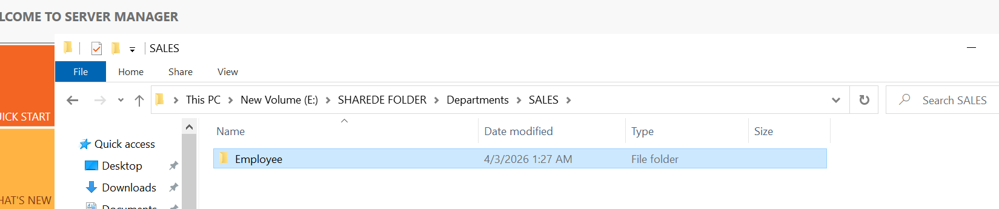 LCOME TO SERVER MANAGER
SALES
File Home Share View
This PC New Volume (E:) SHAREDE FOLDER Departments SALES Search SALES
UICK START
Name Date modified Type Size
Quick access
Employee 4/3/2026 1:27 AM File folder
Desktop
Downloads
HAT'S NEW
Documents